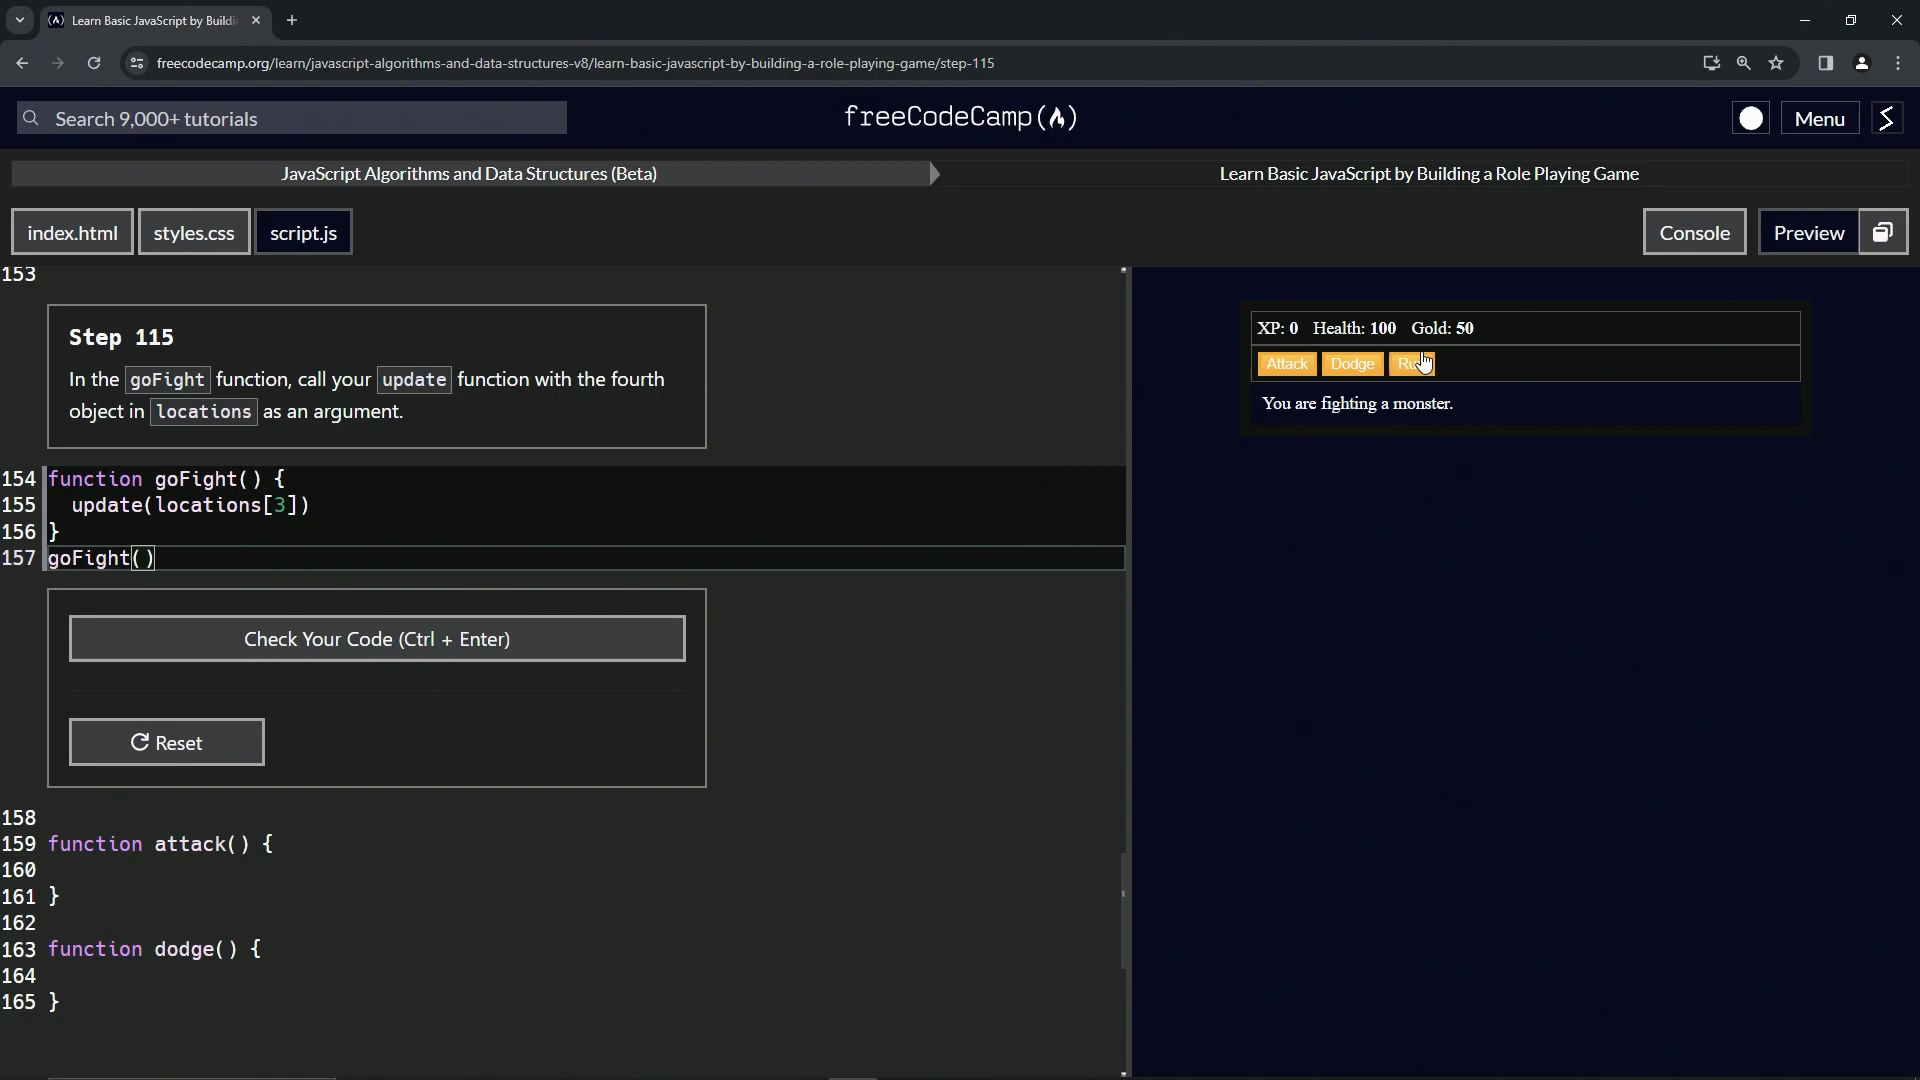 Learn Basic JavaScript by Buildi
freecodecamp.org/learn/javascript-algorithms-and-data-structures-v8/learn-basic-javascript-by-building-a-role-playing-game/step-115
Search 9,000+ tutorials
freeCodeCamp
Menu
JavaScript Algorithms and Data Structures (Beta)
Learn Basic JavaScript by Building a Role Playing Game
index.html
styles.css
script.js
Console
Preview
153
Step 115
In the goFight function, call your update function with the fourth
object in locations as an argument.
154 function goFight() {
155 update(locations[3])
156 }
157 goFight()
Check Your Code (Ctrl + Enter)
Reset
158
159 function attack() {
160
161 }
162
163 function dodge() {
164
165 }
XP: 0 Health: 100 Gold: 50
Attack Dodge
You are fighting a monster.